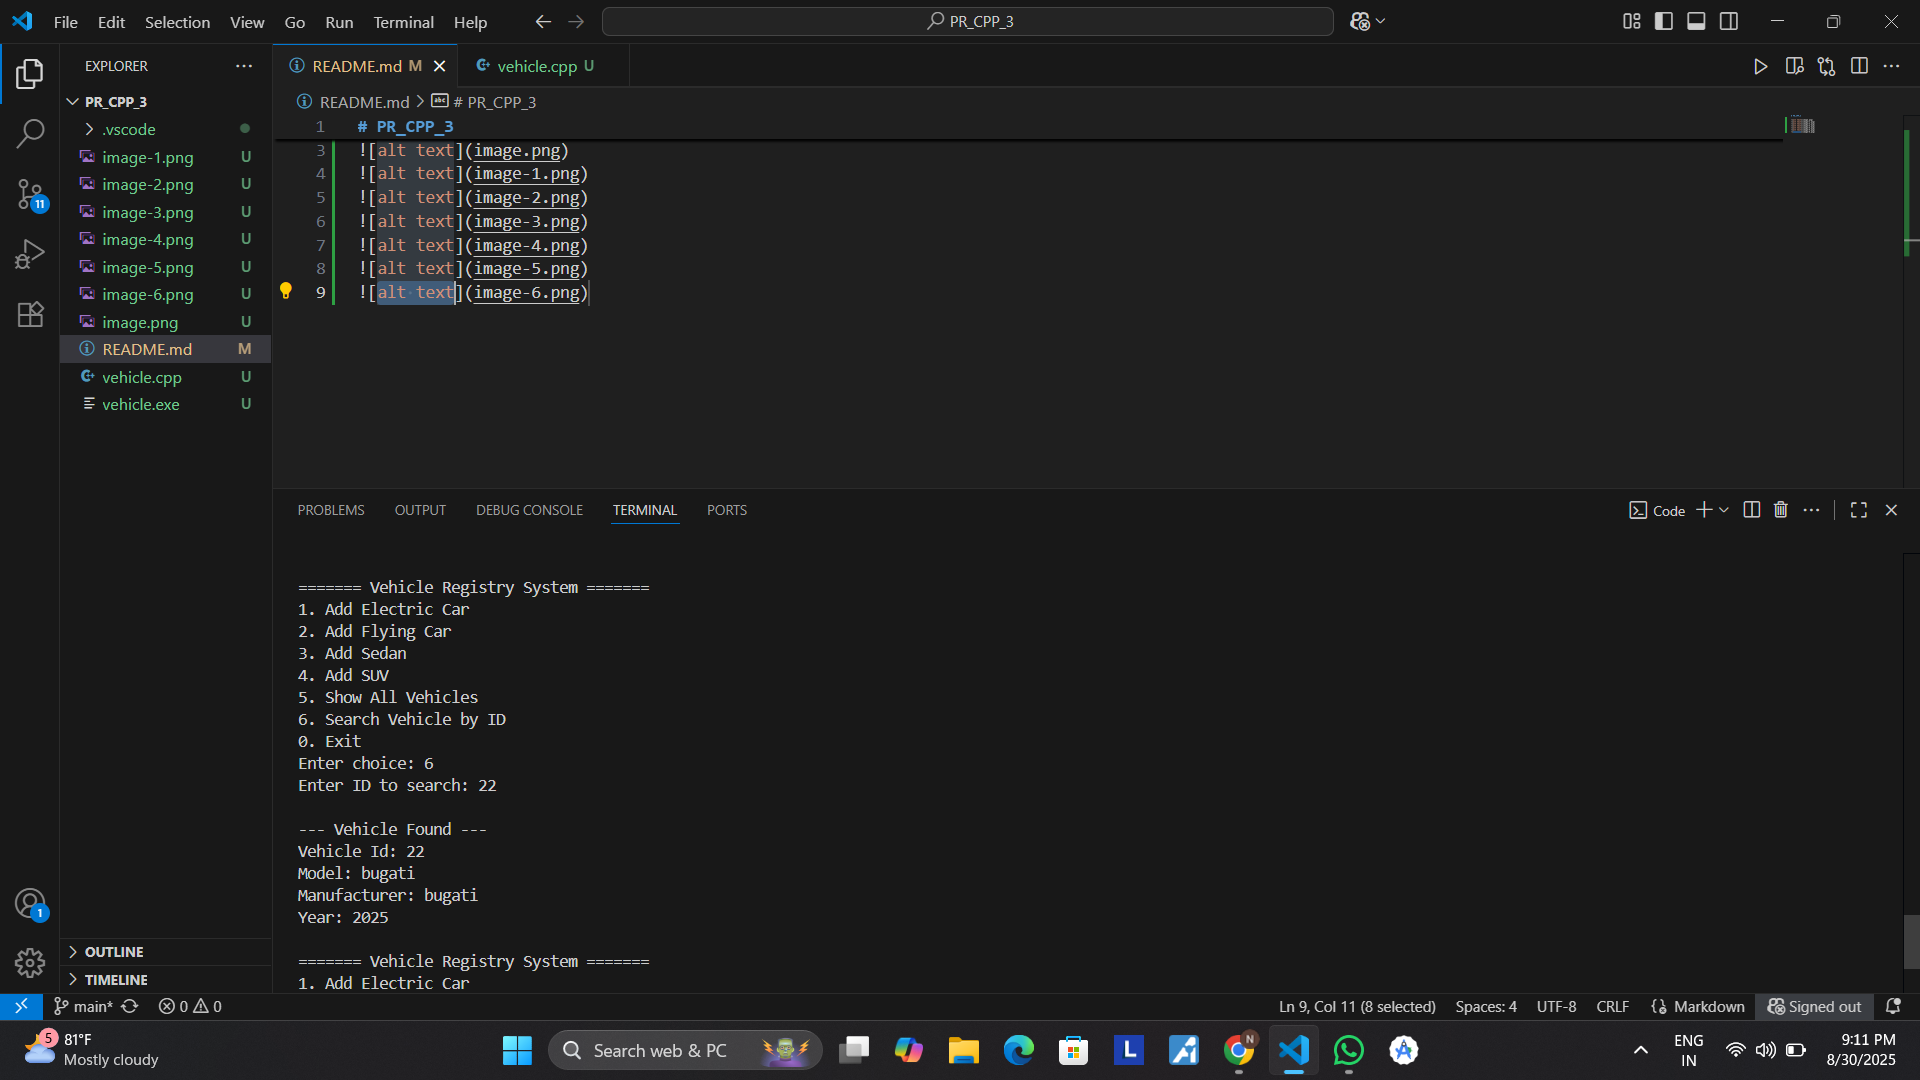 File Edit Selection View Go Run Terminal Help
PR_CPP_3
EXPLORER
PR_CPP_3
.vscode
image-1.png U
image-2.png U
image-3.png U
image-4.png U
image-5.png U
image-6.png U
image.png U
README.md M
vehicle.cpp U
vehicle.exe U
OUTLINE
TIMELINE
11
1
README.md M
vehicle.cpp U
README.md > # PR_CPP_3
1 # PR_CPP_3
3 ![alt text](image.png)
4 ![alt text](image-1.png)
5 ![alt text](image-2.png)
6 ![alt text](image-3.png)
7 ![alt text](image-4.png)
8 ![alt text](image-5.png)
9 ![alt text](image-6.png)
PROBLEMS OUTPUT DEBUG CONSOLE TERMINAL PORTS
Code
======= Vehicle Registry System =======
1. Add Electric Car
2. Add Flying Car
3. Add Sedan
4. Add SUV
5. Show All Vehicles
6. Search Vehicle by ID
0. Exit
Enter choice: 6
Enter ID to search: 22
--- Vehicle Found ---
Vehicle Id: 22
Model: bugati
Manufacturer: bugati
Year: 2025
======= Vehicle Registry System =======
1. Add Electric Car
main* 0 0
Ln 9, Col 11 (8 selected) Spaces: 4 UTF-8 CRLF Markdown Signed out
5
81°F
Mostly cloudy
Search web & PC
L
N
ENG
IN
9:11 PM
8/30/2025